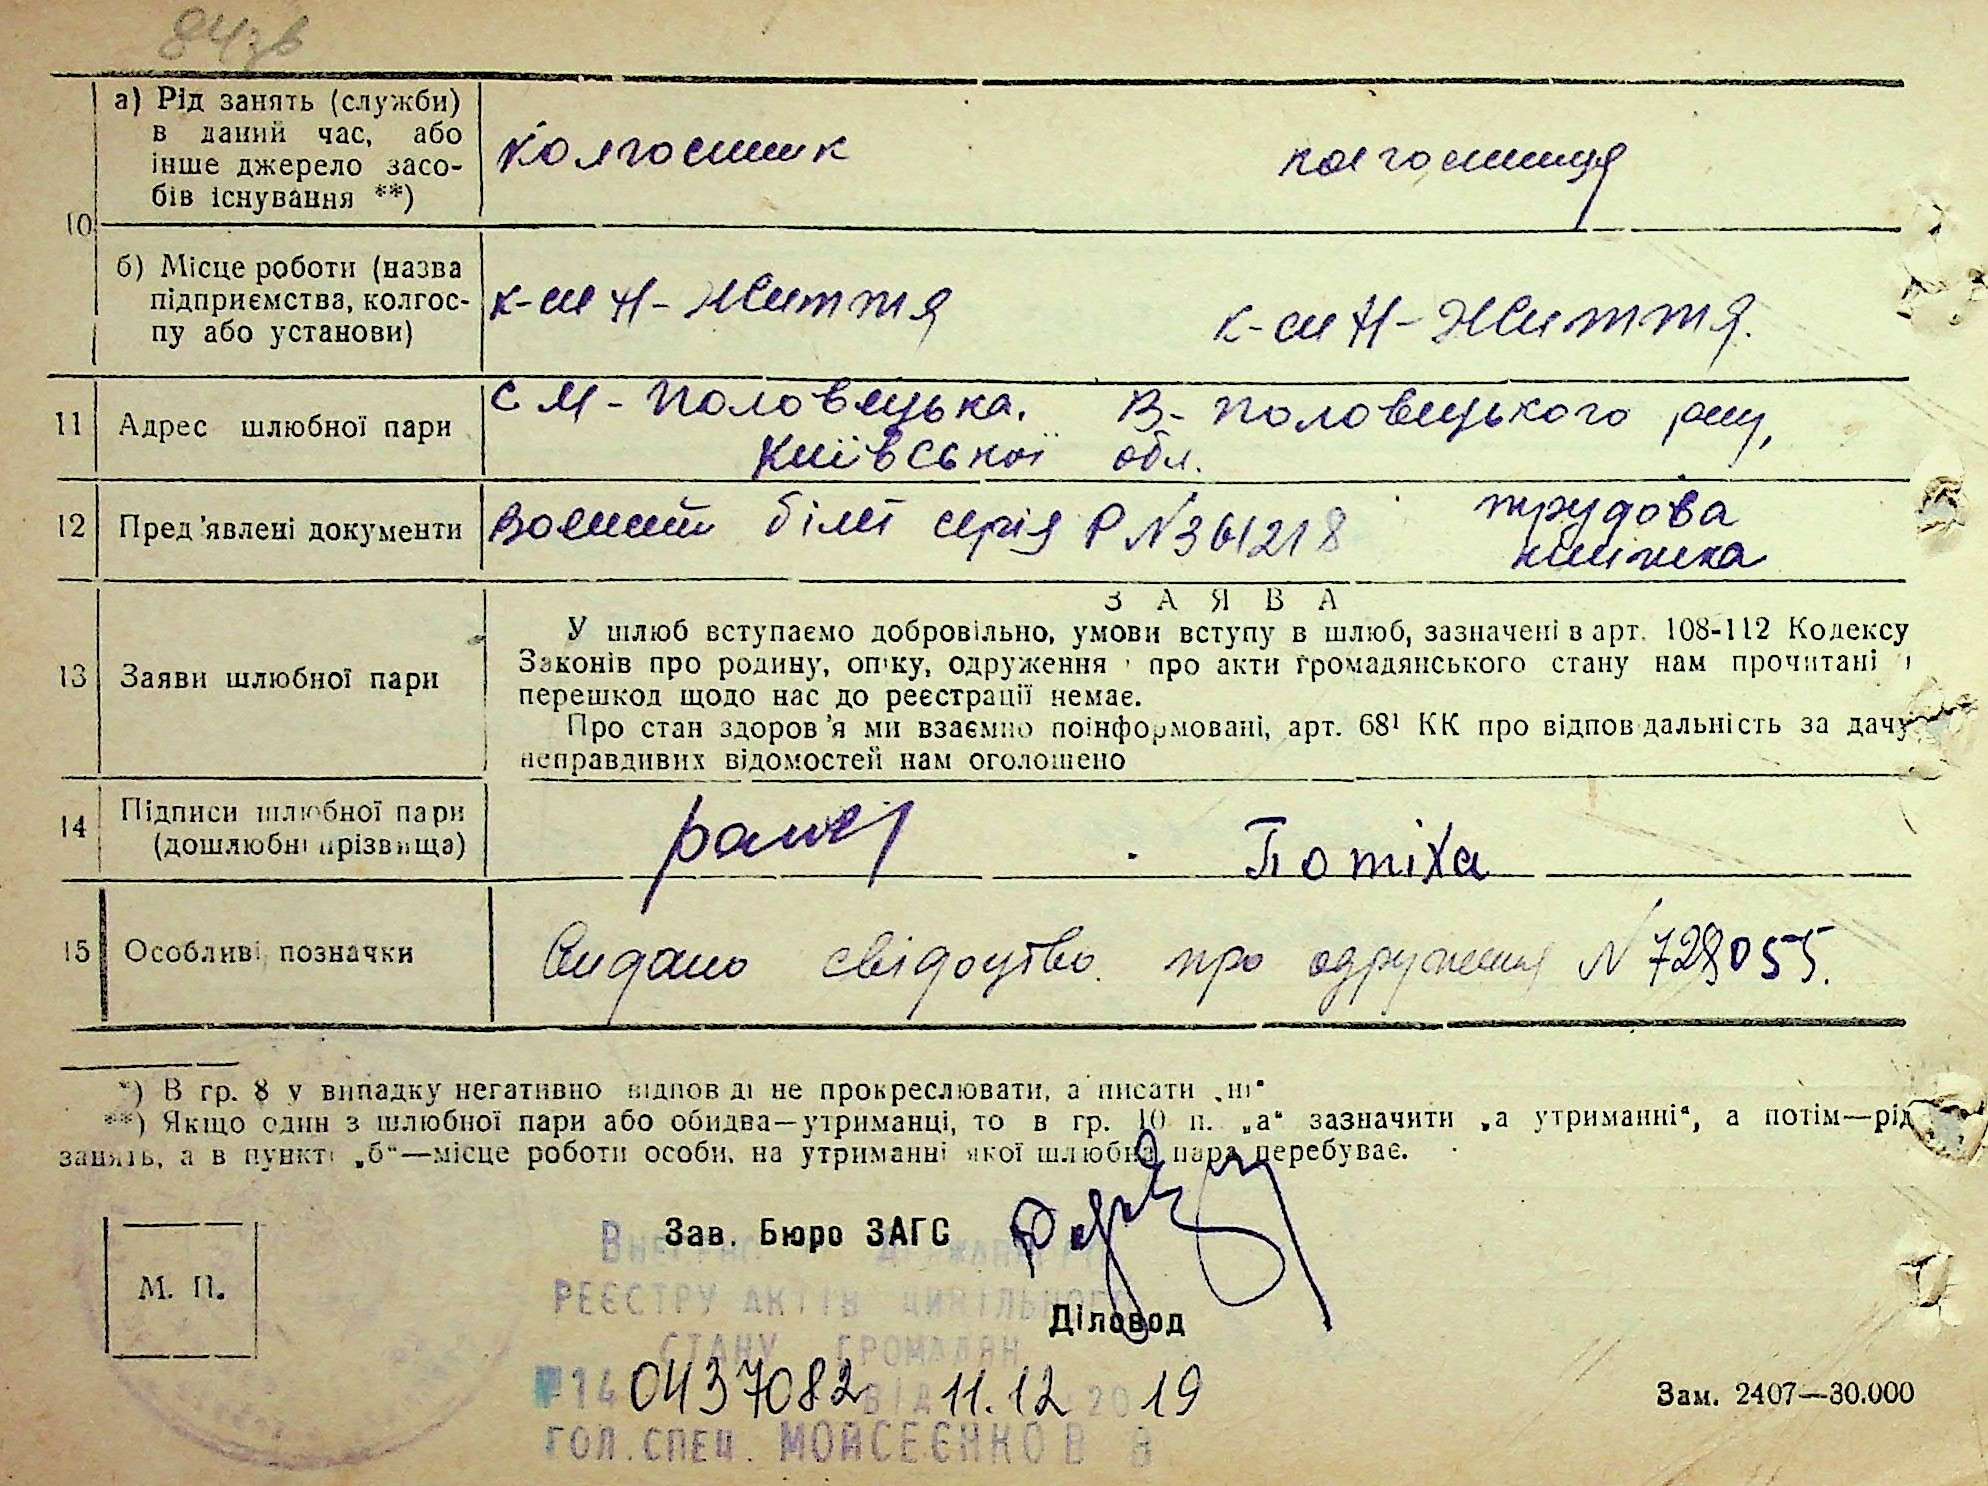 84зв
а) Рід занять (служби)
в даний час, або
інше джерело засо-
бів існування **)
колгоспник
колгоспниця
10
б) Місце роботи (назва
підприємства, колгос-
пу або установи)
к-сп Н-Життя
к-сп Н-Життя.
11 Адрес шлюбної пари
с М-Половецька. В-Половецького р-ну,
Київської обл.
12 Пред'явлені документи
Военний білет серія Р №361218
трудова
книжка
ЗАЯВА
13 Заяви шлюбної пари
У шлюб вступаємо добровільно, умови вступу в шлюб, зазначені в арт. 108-112 Кодексу
Законів про родину, опіку, одруження і про акти громадянського стану нам прочитані і
перешкод щодо нас до реєстрації немає.
Про стан здоров'я ми взаємно поінформовані, арт. 68¹ КК про відповідальність за дачу
неправдивих відомостей нам оголошено
14 Підписи шлюбної пари
(дошлюбні прізвища)
Потіха
15 Особливі позначки
Видано свідоцтво про одруження №728055.
*) В гр. 8 у випадку негативно відповіді не прокреслювати, а писати „ні“
**) Якщо один з шлюбної пари або обидва—утриманці, то в гр. 10 п. „а“ зазначити „а утриманні“, а потім—рід
занять, а в пункті „б“—місце роботи особи, на утриманні якої шлюбна пара перебуває.
Зав. Бюро ЗАГС
М. П.
РЕЄСТРУ АКТІВ ЦИВІЛЬНОГО
Діловод
СТАНУ ГРОМАДЯН
№14 0437082 ВІД 11.12 2019
Зам. 2407—30.000
ГОЛ.СПЕЦ. МОЙСЕЄНКОВ В